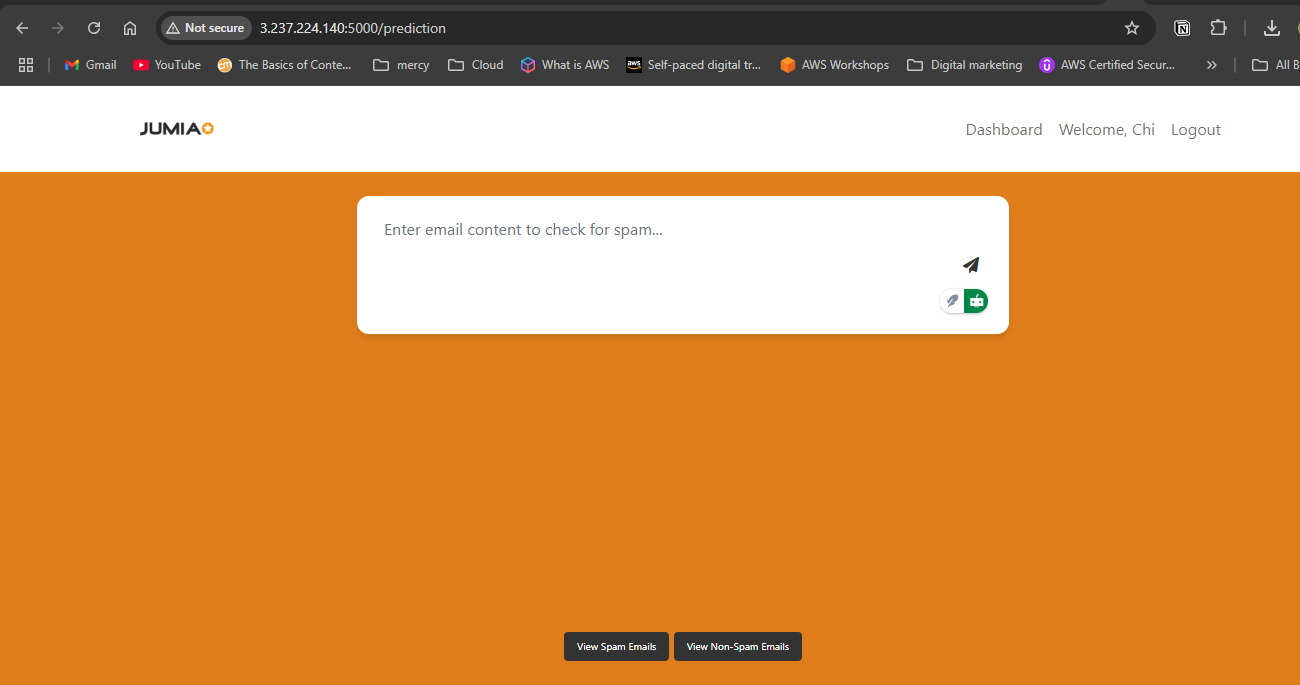 Not secure 3.237.224.140:5000/prediction
Gmail YouTube The Basics of Conte... mercy Cloud What is AWS aws Self-paced digital tr... AWS Workshops Digital marketing AWS Certified Secur... » All B
JUMIA Dashboard Welcome, Chi Logout
Enter email content to check for spam...
View Spam Emails View Non-Spam Emails